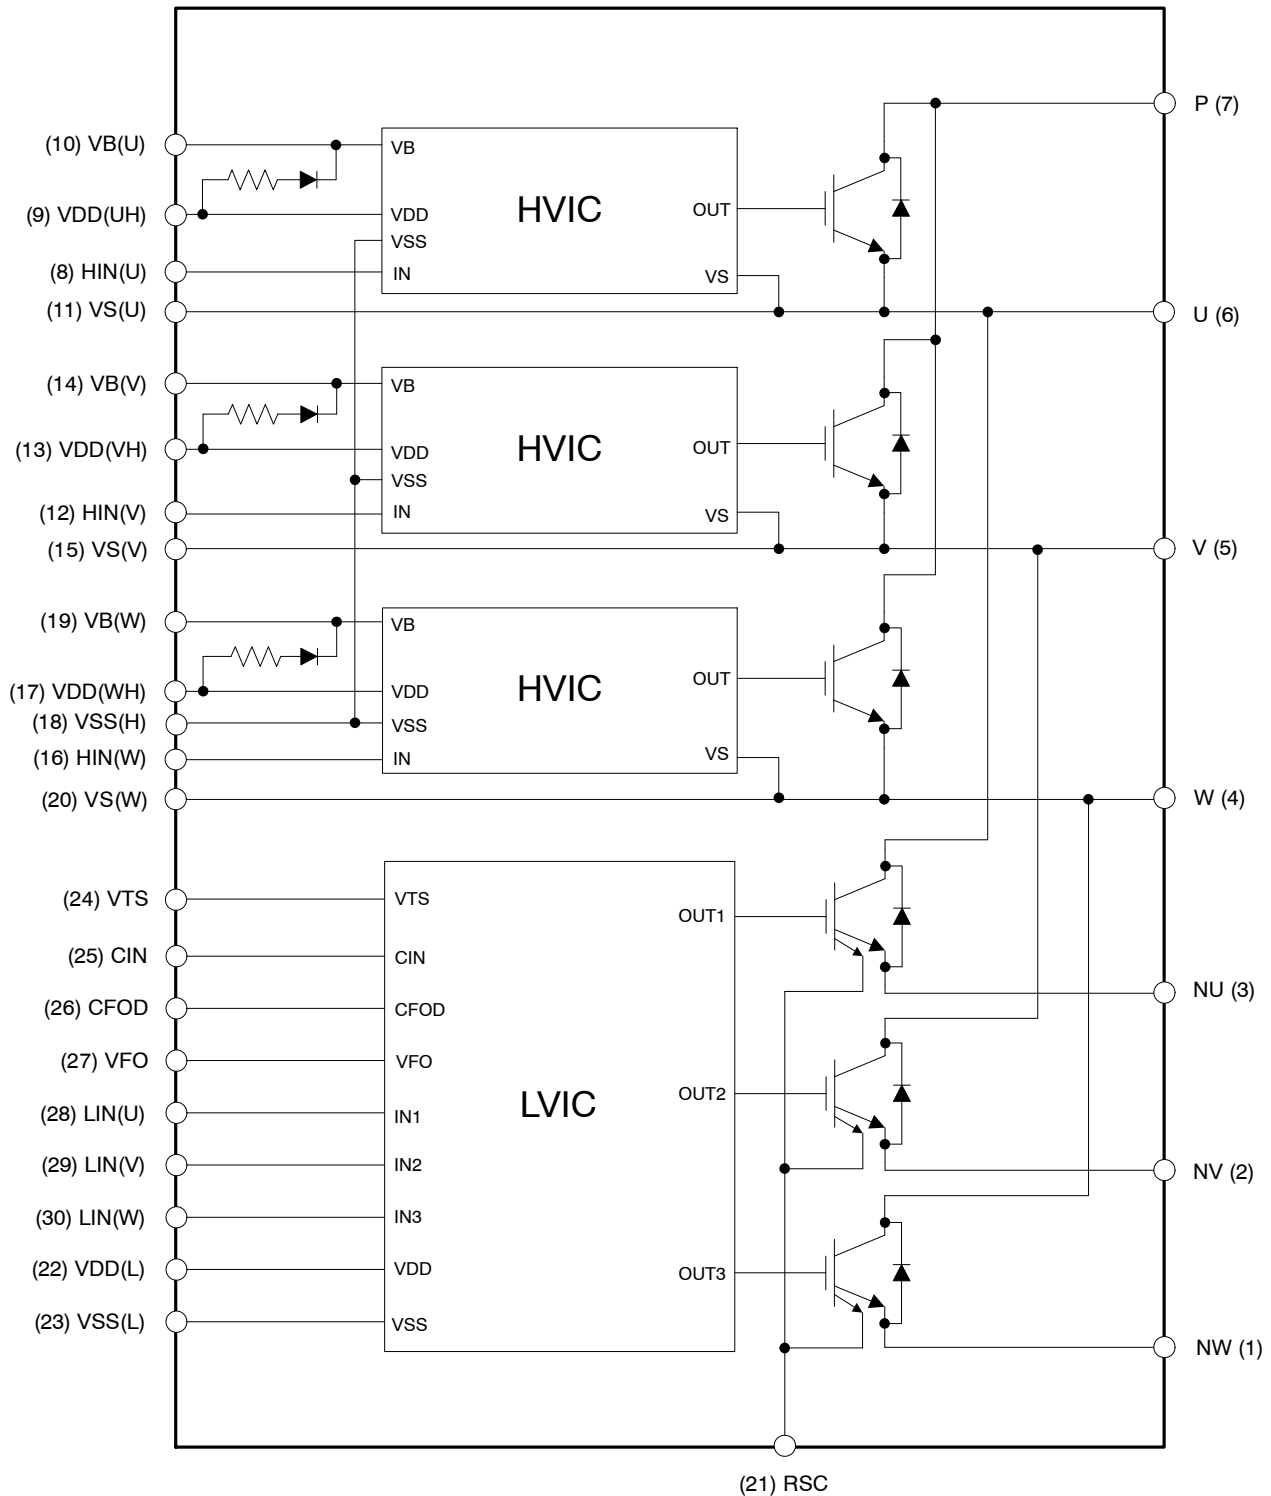 P (7)
(10) VB(U)
VB
(9) VDD(UH)
VDD
HVIC
OUT
VSS
(8) HIN(U)
IN
VS
(11) VS(U)
U (6)
(14) VB(V)
VB
(13) VDD(VH)
VDD
HVIC
OUT
VSS
(12) HIN(V)
IN
VS
(15) VS(V)
V (5)
(19) VB(W)
VB
(17) VDD(WH)
VDD
HVIC
OUT
(18) VSS(H)
VSS
(16) HIN(W)
IN
VS
(20) VS(W)
W (4)
(24) VTS
VTS
OUT1
(25) CIN
CIN
NU (3)
(26) CFOD
CFOD
(27) VFO
VFO
LVIC
OUT2
(28) LIN(U)
IN1
(29) LIN(V)
IN2
NV (2)
(30) LIN(W)
IN3
(22) VDD(L)
VDD
OUT3
(23) VSS(L)
VSS
NW (1)
(21) RSC